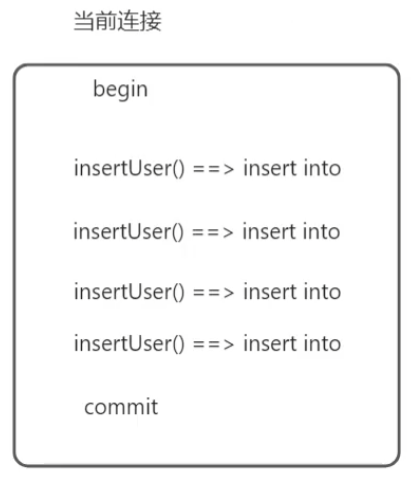 当前连接
begin
insertUser() ==> insert into
insertUser() ==> insert into
insertUser() ==> insert into
insertUser() ==> insert into
commit